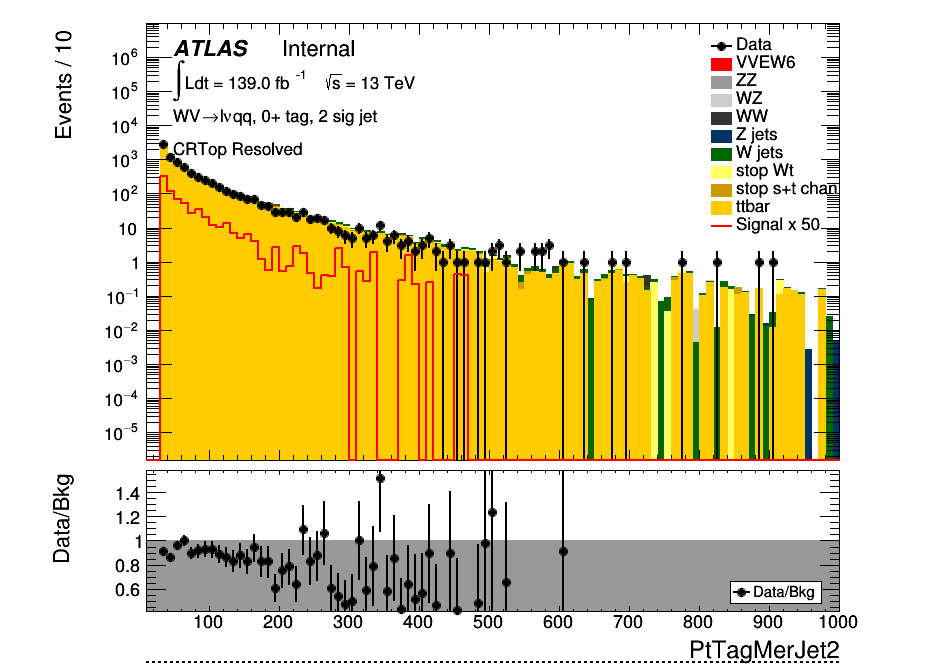 Events / 10
10⁶
10⁵
10⁴
10³
10²
10
1
10⁻¹
10⁻²
10⁻³
10⁻⁴
10⁻⁵
ATLAS Internal
∫Ldt = 139.0 fb⁻¹ √s = 13 TeV
WV→lνqq, 0+ tag, 2 sig jet
CRTop Resolved
Data
VVEW6
ZZ
WZ
WW
Z jets
W jets
stop Wt
stop s+t chan
ttbar
Signal x 50
Data/Bkg
1.4
1.2
1
0.8
0.6
Data/Bkg
100 200 300 400 500 600 700 800 900 1000
PtTagMerJet2